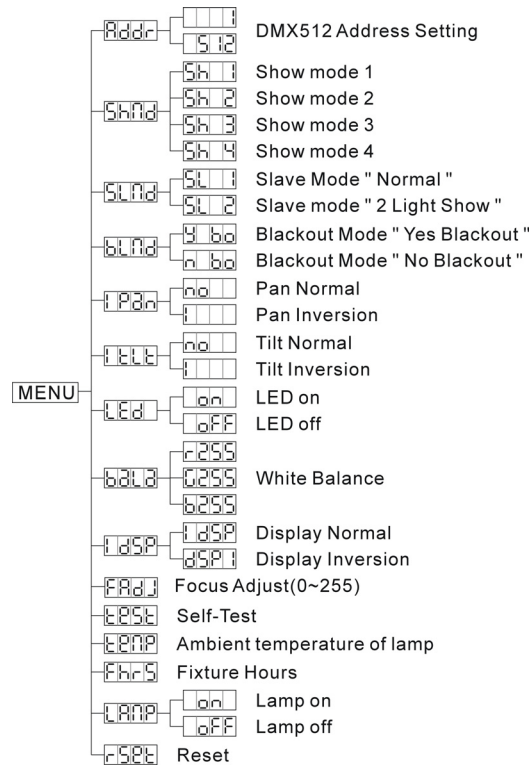 1
Addr
DMX512 Address Setting
512
Sh 1 Show mode 1
Sh 2 Show mode 2
ShMd
Sh 3 Show mode 3
Sh 4 Show mode 4
SL 1 Slave Mode " Normal "
SLMd
SL 2 Slave mode " 2 Light Show "
Y bo Blackout Mode " Yes Blackout "
bLMd
n bo Blackout Mode " No Blackout "
no Pan Normal
1Pan
1 Pan Inversion
no Tilt Normal
1tLt
1 Tilt Inversion
MENU
on LED on
LEd
oFF LED off
r255
baLa G255 White Balance
b255
1dSP Display Normal
1dSP
dSP1 Display Inversion
FAdJ Focus Adjust(0~255)
teSt Self-Test
teMP Ambient temperature of lamp
FhrS Fixture Hours
on Lamp on
LAMP
oFF Lamp off
rSet Reset